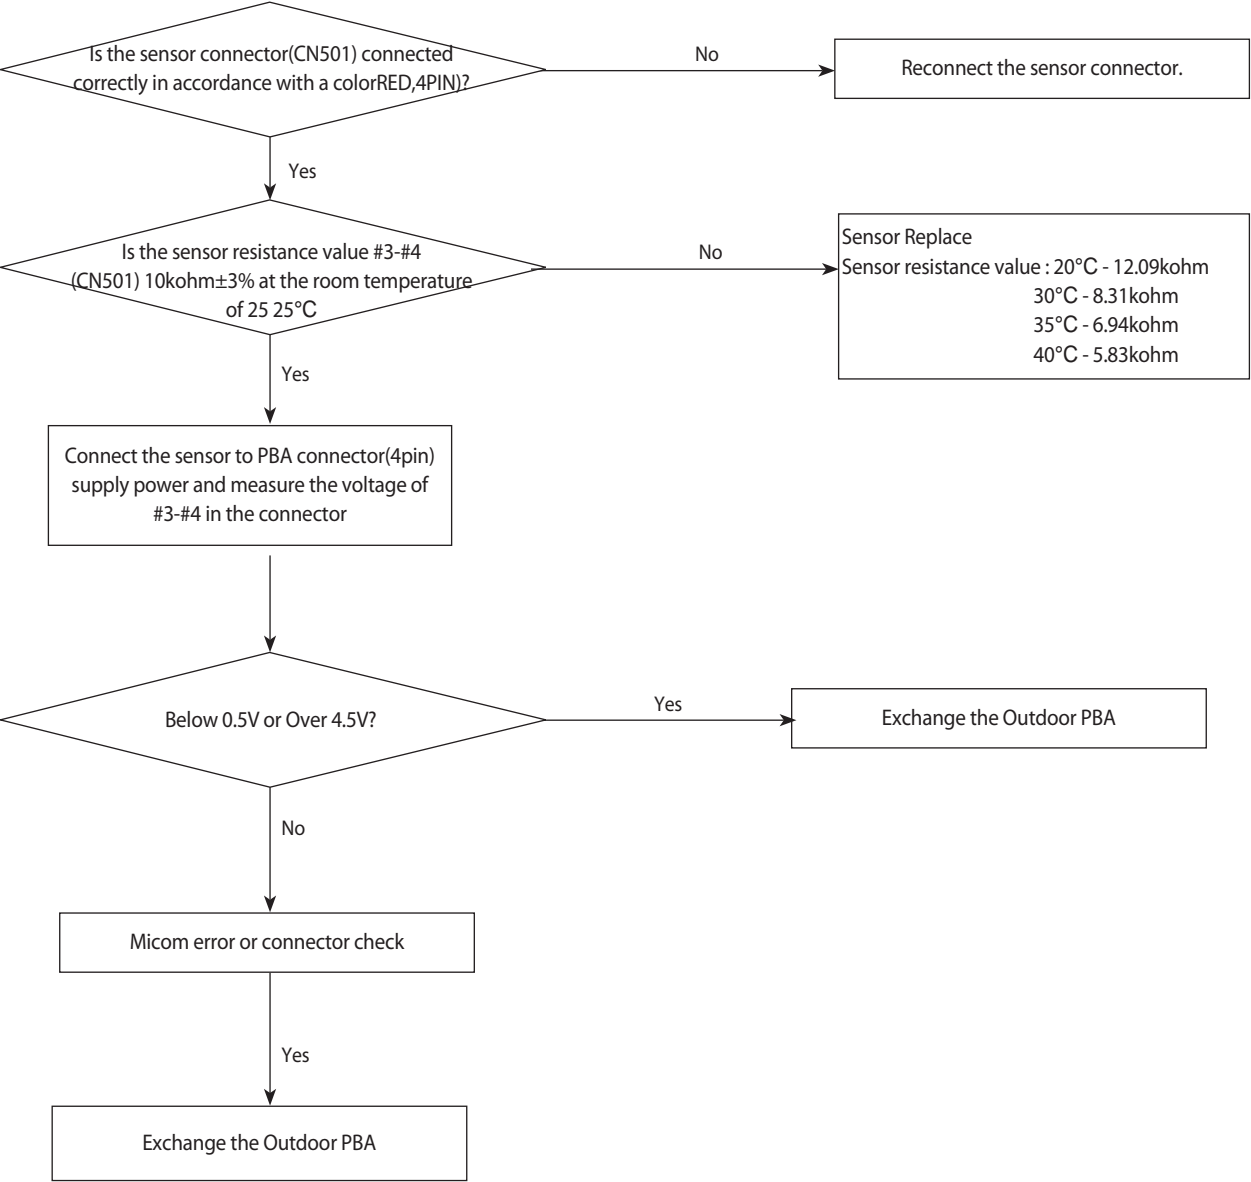 Is the sensor connector(CN501) connected
correctly in accordance with a colorRED,4PIN)?
No
Reconnect the sensor connector.
Yes
Is the sensor resistance value #3-#4
(CN501) 10kohm±3% at the room temperature
of 25 25°C
No
Sensor Replace
Sensor resistance value : 20°C - 12.09kohm
30°C - 8.31kohm
35°C - 6.94kohm
40°C - 5.83kohm
Yes
Connect the sensor to PBA connector(4pin)
supply power and measure the voltage of
#3-#4 in the connector
Below 0.5V or Over 4.5V?
Yes
Exchange the Outdoor PBA
No
Micom error or connector check
Yes
Exchange the Outdoor PBA